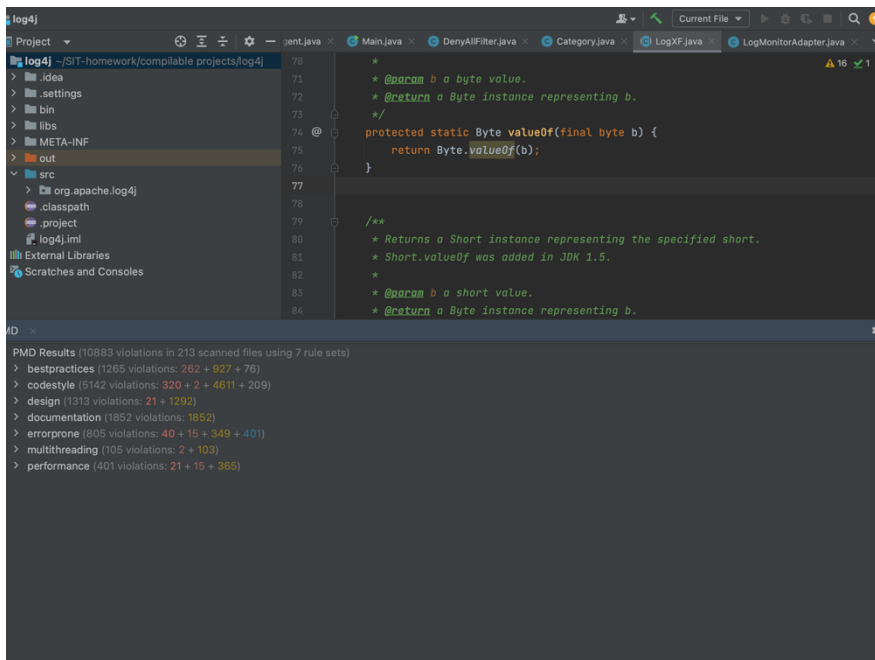 log4j
Current File
Project
gent.java
Main.java
DenyAllFilter.java
Category.java
LogXF.java
LogMonitorAdapter.java
log4j ~/SIT-homework/compilable projects/log4j
.idea
.settings
bin
libs
META-INF
out
src
org.apache.log4j
.classpath
.project
log4j.iml
External Libraries
Scratches and Consoles
16 1
70 *
71 * @param b a byte value.
72 * @return a Byte instance representing b.
73 */
74 @ protected static Byte valueOf(final byte b) {
75 return Byte.valueOf(b);
76 }
77
78
79 /**
80 * Returns a Short instance representing the specified short.
81 * Short.valueOf was added in JDK 1.5.
82 *
83 * @param b a short value.
84 * @return a Byte instance representing b.
MD
PMD Results (10883 violations in 213 scanned files using 7 rule sets)
bestpractices (1265 violations: 262 + 927 + 76)
codestyle (5142 violations: 320 + 2 + 4611 + 209)
design (1313 violations: 21 + 1292)
documentation (1852 violations: 1852)
errorprone (805 violations: 40 + 15 + 349 + 401)
multithreading (105 violations: 2 + 103)
performance (401 violations: 21 + 15 + 365)